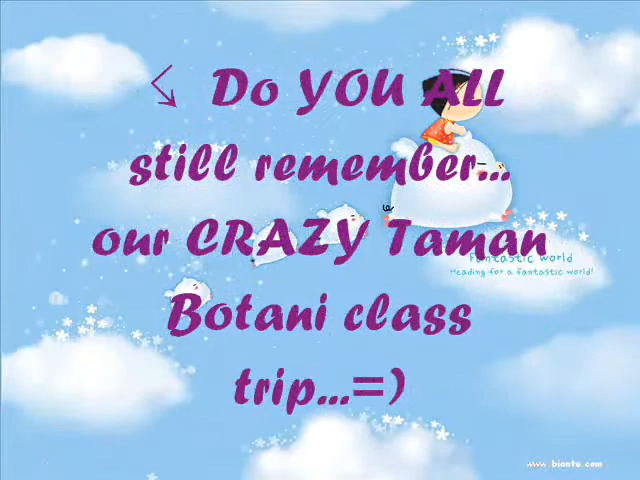 Do YOU ALL
still remember...
our CRAZY Taman
Botani class
trip...=)
Fantastic world
Heading for a fantastic world!
www.biantu.com